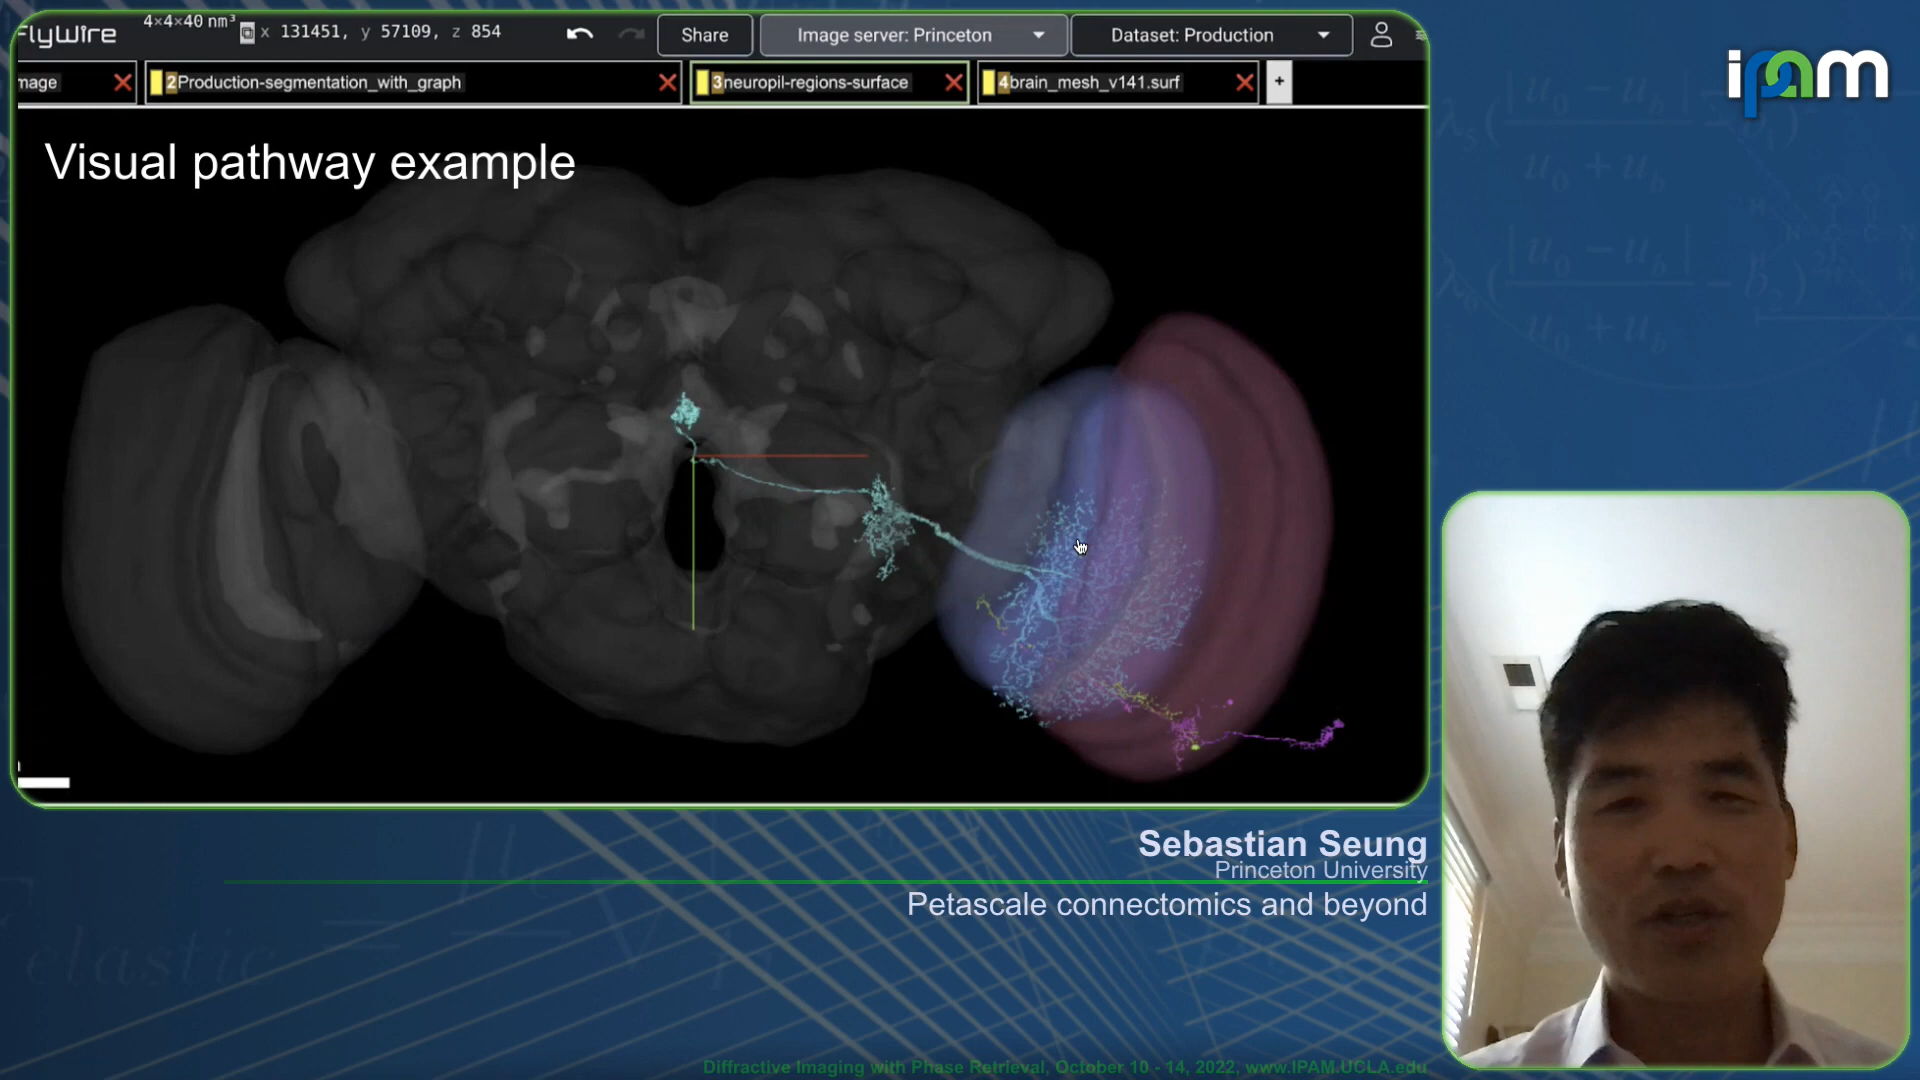 FlyWire
4×4×40 nm³
x 131451, y 57109, z 854
Share
Image server: Princeton
Dataset: Production
mage
2Production-segmentation_with_graph
3neuropil-regions-surface
4brain_mesh_v141.surf
+
ipam
Visual pathway example
Sebastian Seung
Princeton University
Petascale connectomics and beyond
Diffractive Imaging with Phase Retrieval, October 10 - 14, 2022, www.IPAM.UCLA.edu